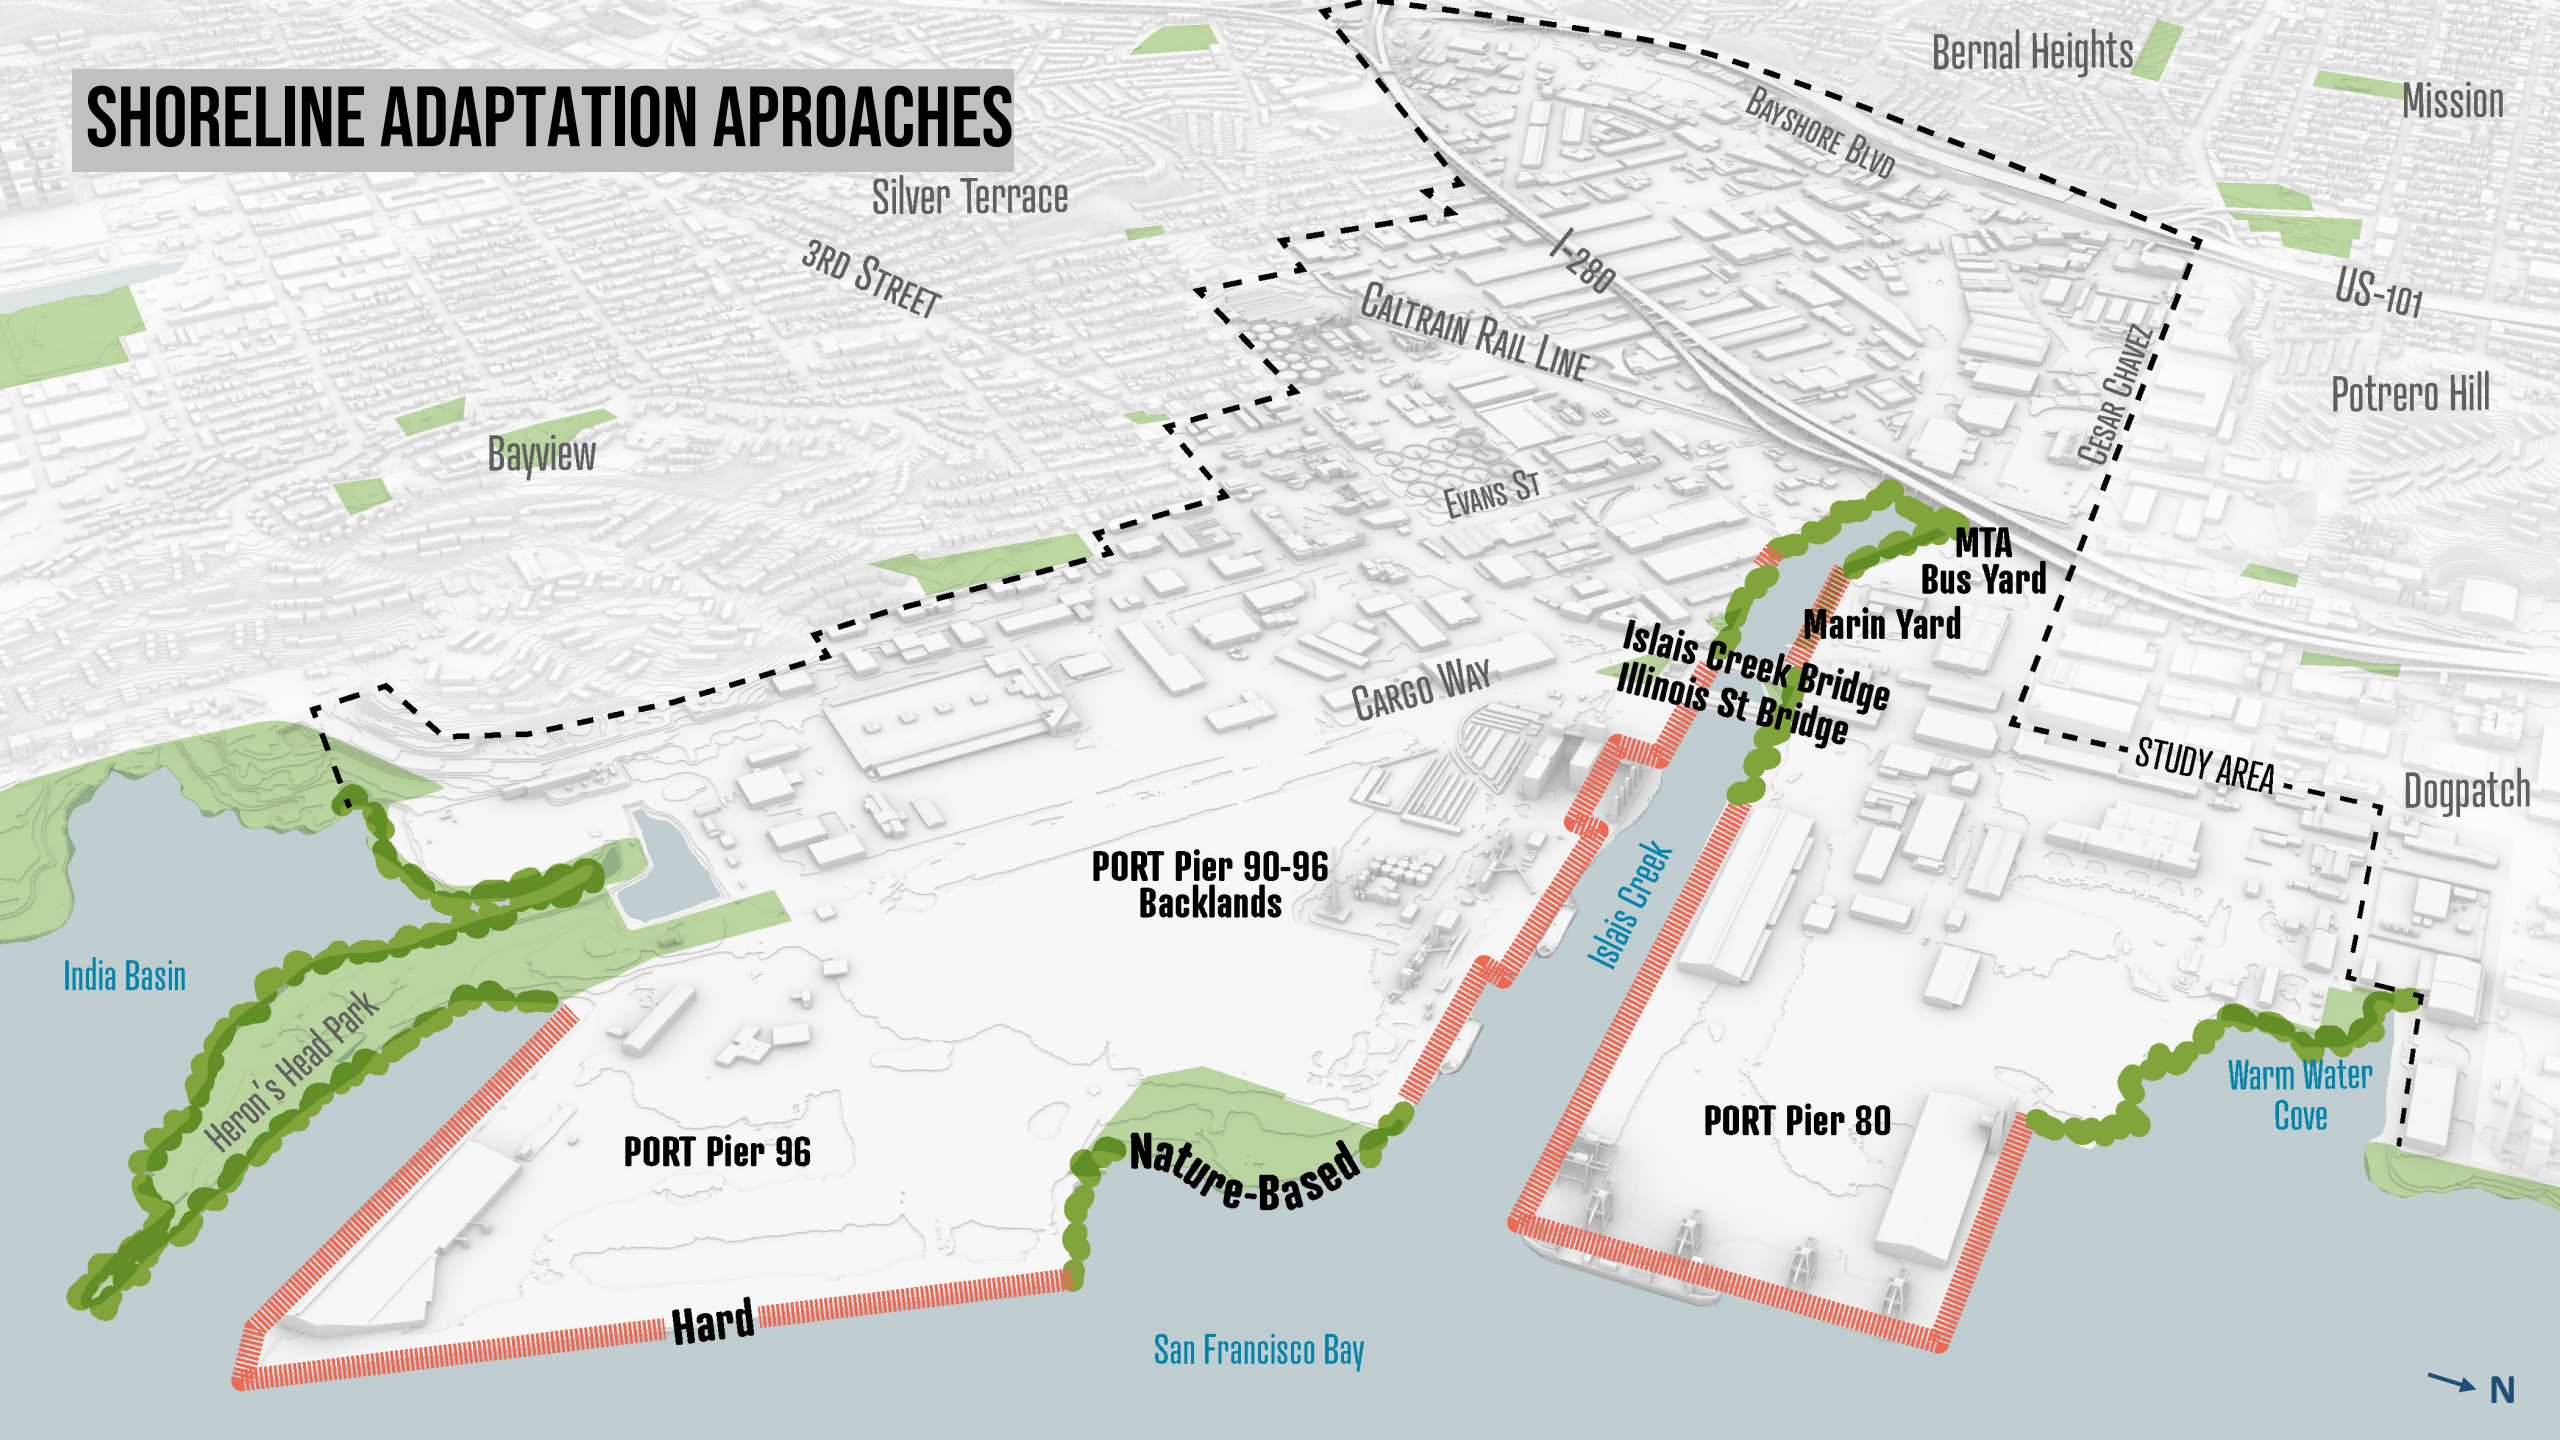 SHORELINE ADAPTATION APROACHES
Bernal Heights
Mission
BAYSHORE BLVD
Silver Terrace
3RD STREET
I-280
US-101
CALTRAIN RAIL LINE
CESAR CHAVEZ
Potrero Hill
Bayview
EVANS ST
MTA
Bus Yard
Marin Yard
Islais Creek Bridge
Illinois St Bridge
CARGO WAY
STUDY AREA
Dogpatch
PORT Pier 90-96
Backlands
Islais Creek
India Basin
Heron's Head Park
Warm Water
Cove
PORT Pier 80
PORT Pier 96
Nature-Based
Hard
San Francisco Bay
N